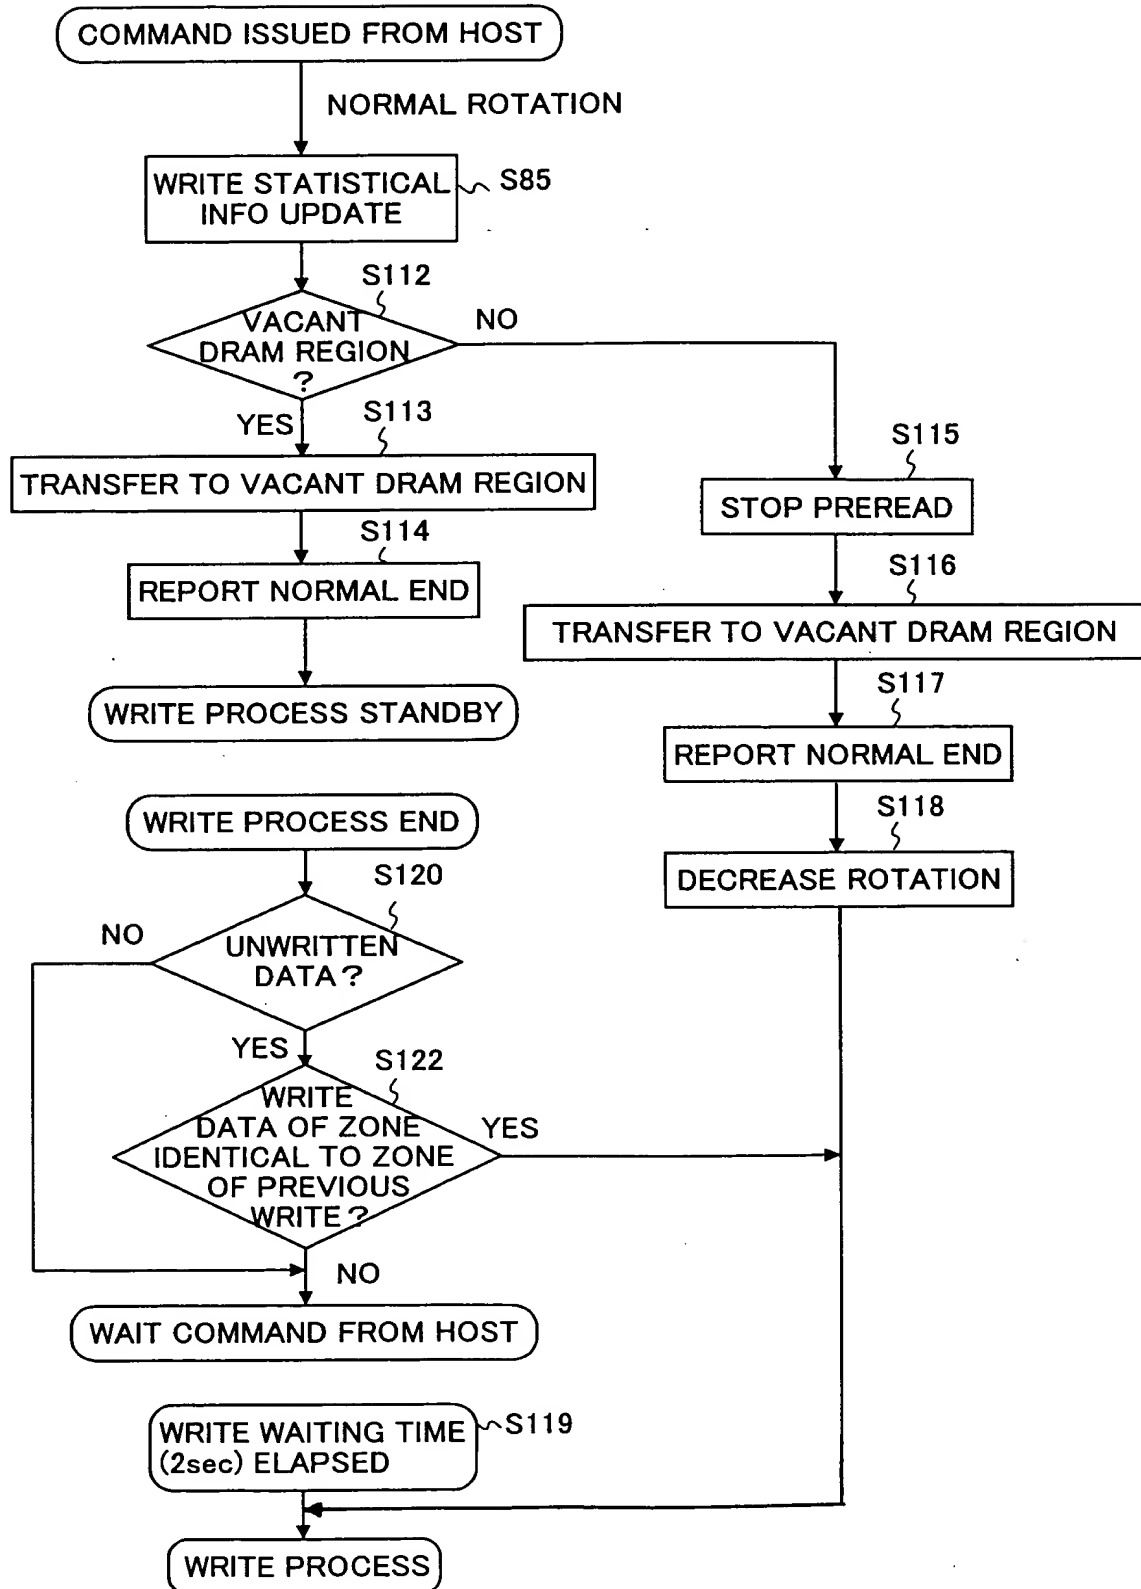 COMMAND ISSUED FROM HOST
NORMAL ROTATION
WRITE STATISTICAL
INFO UPDATE
S85
S112
VACANT
DRAM REGION
?
NO
YES
S113
TRANSFER TO VACANT DRAM REGION
S114
REPORT NORMAL END
WRITE PROCESS STANDBY
S115
STOP PREREAD
S116
TRANSFER TO VACANT DRAM REGION
S117
REPORT NORMAL END
S118
DECREASE ROTATION
WRITE PROCESS END
S120
UNWRITTEN
DATA?
NO
YES
S122
WRITE
DATA OF ZONE
IDENTICAL TO ZONE
OF PREVIOUS
WRITE?
YES
NO
WAIT COMMAND FROM HOST
WRITE WAITING TIME
(2sec) ELAPSED
S119
WRITE PROCESS